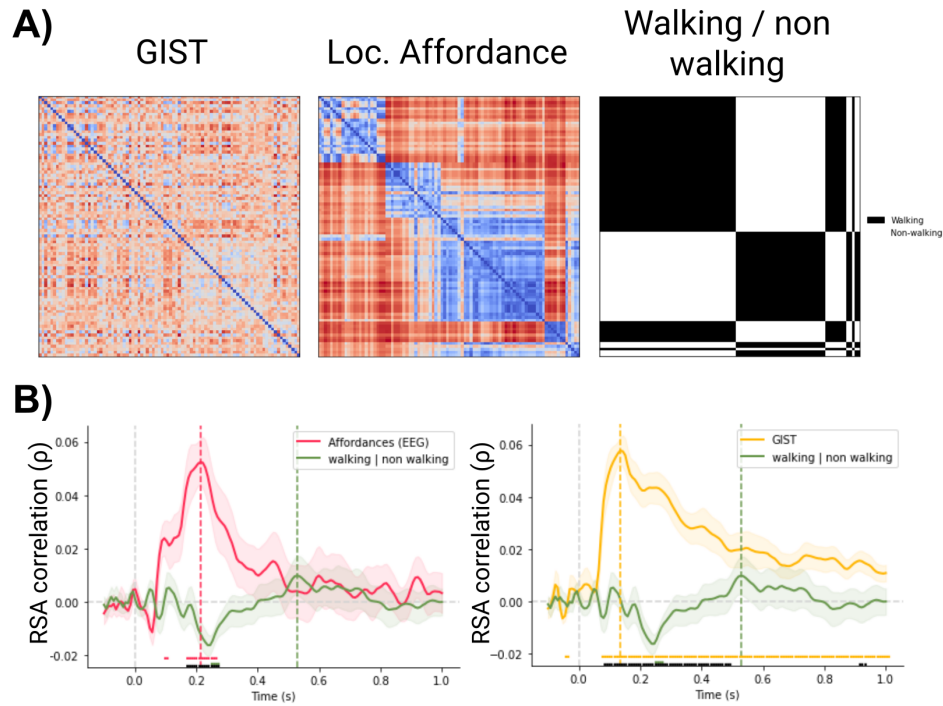 A)
GIST
Loc. Affordance
Walking / non
walking
Walking
Non-walking
B)
RSA correlation (ρ)
0.06
0.04
0.02
0.00
-0.02
Affordances (EEG)
walking | non walking
0.0 0.2 0.4 0.6 0.8 1.0
Time (s)
RSA correlation (ρ)
0.06
0.04
0.02
0.00
−0.02
GIST
walking | non walking
0.0 0.2 0.4 0.6 0.8 1.0
Time (s)